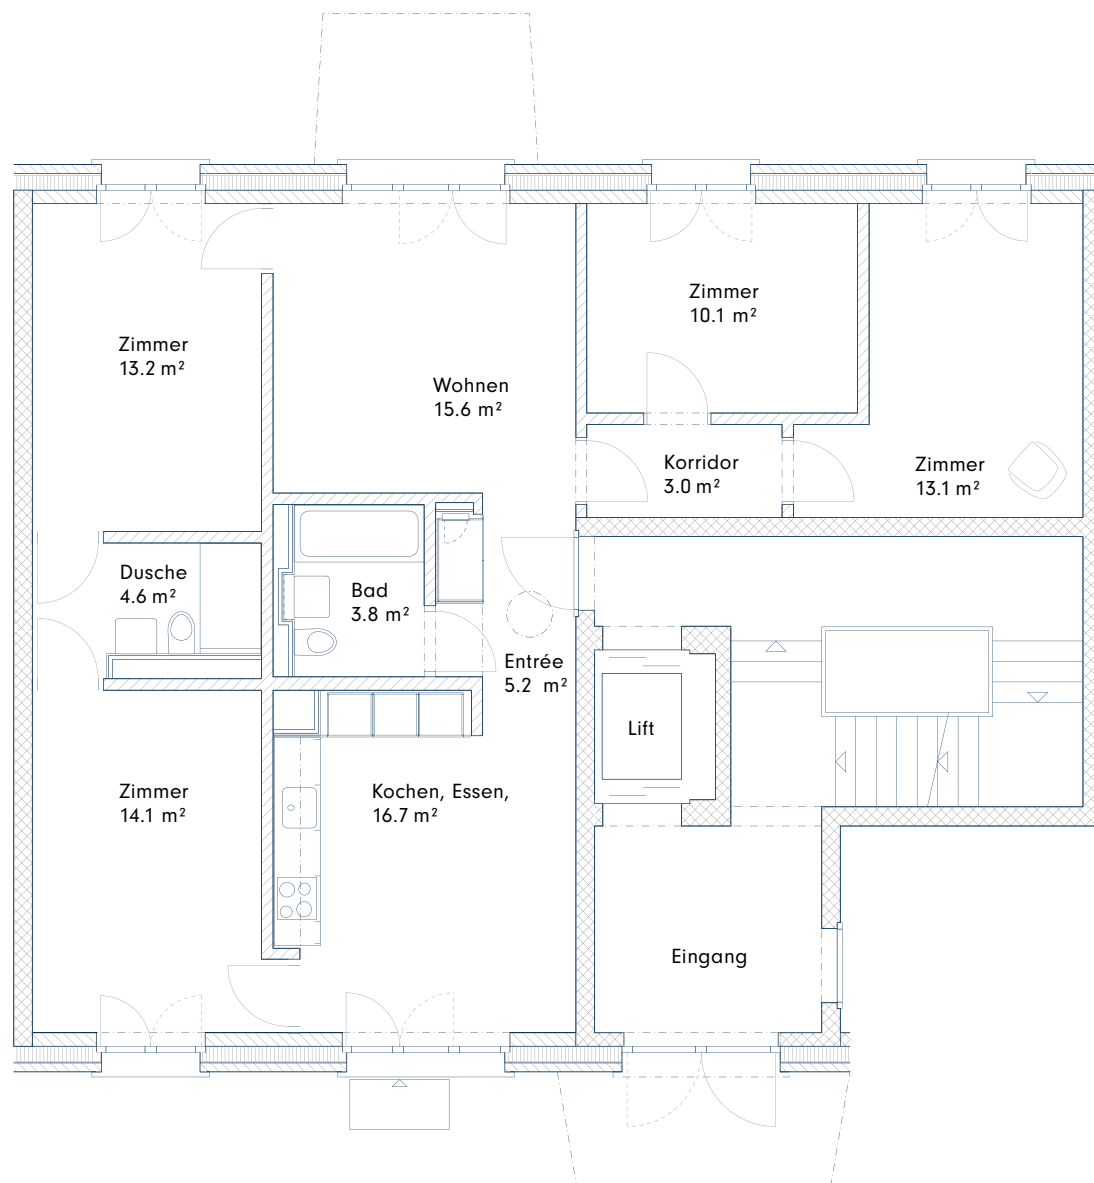 Zimmer
13.2 m²
Wohnen
15.6 m²
Zimmer
10.1 m²
Korridor
3.0 m²
Zimmer
13.1 m²
Dusche
4.6 m²
Bad
3.8 m²
Entrée
5.2 m²
Lift
Zimmer
14.1 m²
Kochen, Essen,
16.7 m²
Eingang